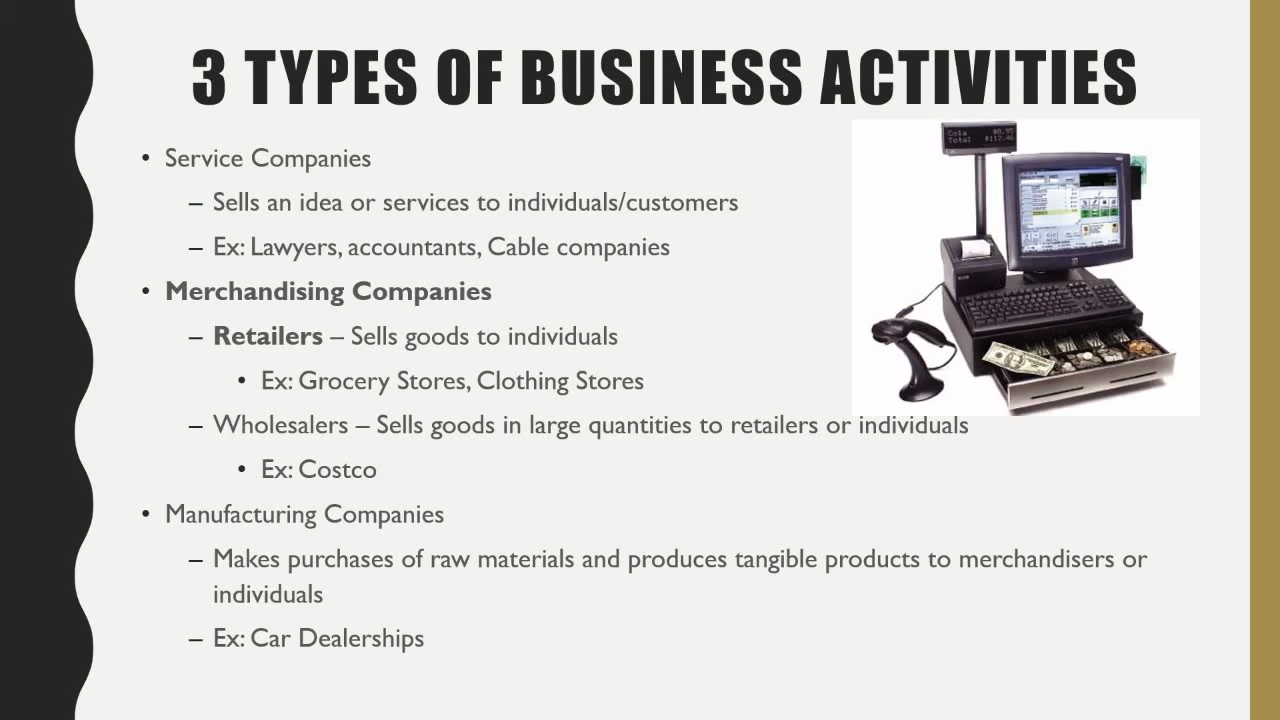 3 TYPES OF BUSINESS ACTIVITIES
• Service Companies
– Sells an idea or services to individuals/customers
– Ex: Lawyers, accountants, Cable companies
• Merchandising Companies
– Retailers – Sells goods to individuals
• Ex: Grocery Stores, Clothing Stores
– Wholesalers – Sells goods in large quantities to retailers or individuals
• Ex: Costco
• Manufacturing Companies
– Makes purchases of raw materials and produces tangible products to merchandisers or
individuals
– Ex: Car Dealerships
Cola
Total